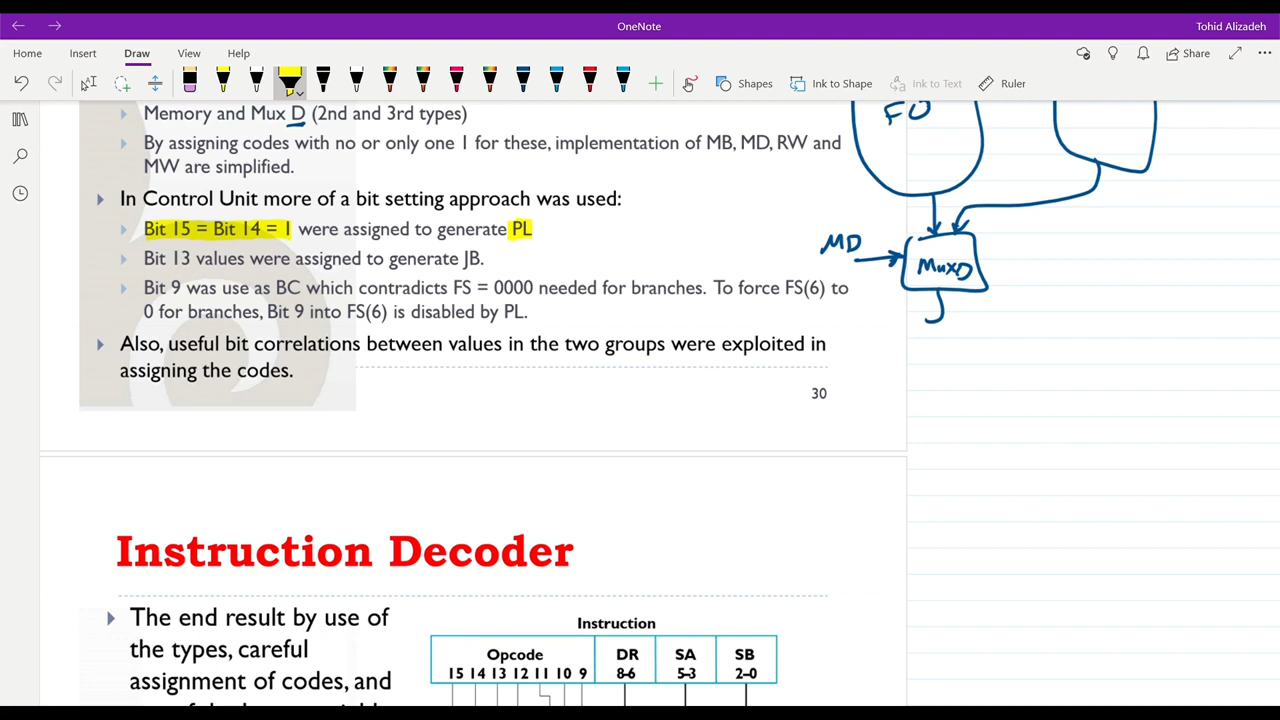 OneNote
Tohid Alizadeh
Home Insert Draw View Help
Share
Shapes
Ink to Shape
Ink to Text
Ruler
Memory and Mux D (2nd and 3rd types)
By assigning codes with no or only one 1 for these, implementation of MB, MD, RW and
MW are simplified.
In Control Unit more of a bit setting approach was used:
Bit 15 = Bit 14 = 1 were assigned to generate PL
Bit 13 values were assigned to generate JB.
Bit 9 was use as BC which contradicts FS = 0000 needed for branches. To force FS(6) to
0 for branches, Bit 9 into FS(6) is disabled by PL.
Also, useful bit correlations between values in the two groups were exploited in
assigning the codes.
30
MD
MuxD
Instruction Decoder
The end result by use of
the types, careful
assignment of codes, and
Instruction
Opcode DR SA SB
15 14 13 12 11 10 9 8–6 5–3 2–0